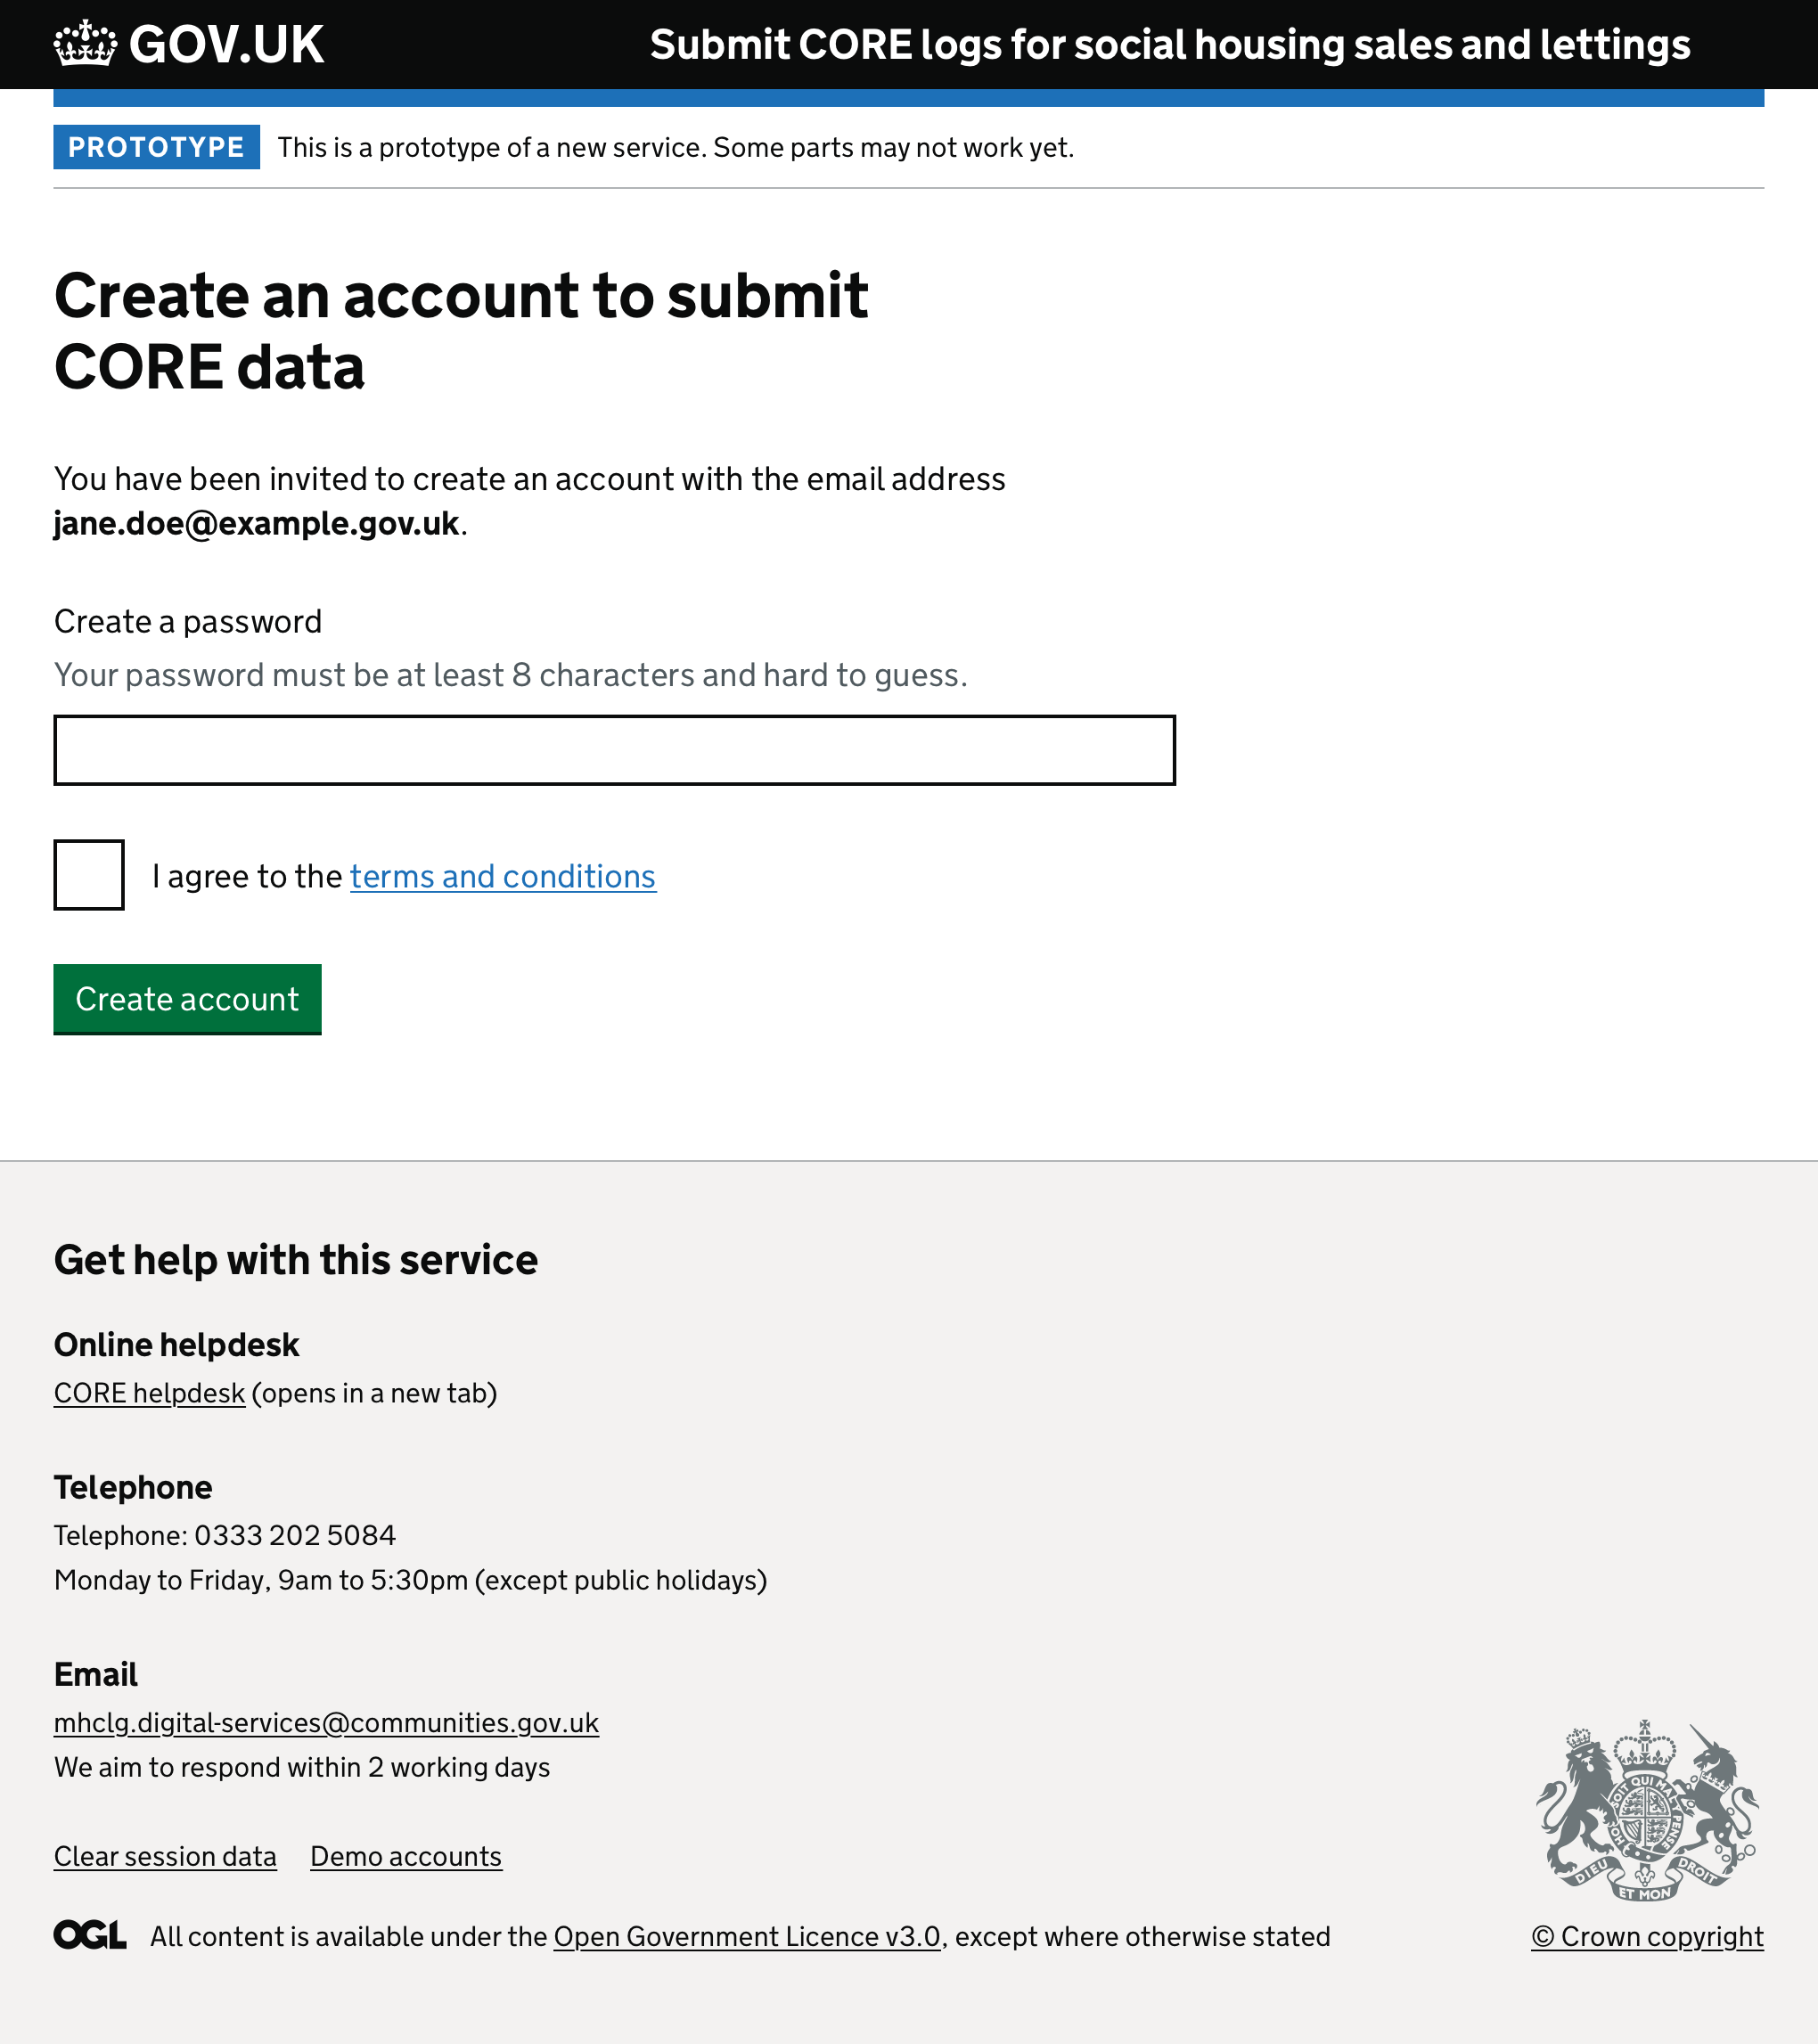 GOV.UK
Submit CORE logs for social housing sales and lettings
PROTOTYPE This is a prototype of a new service. Some parts may not work yet.
Create an account to submit
CORE data
You have been invited to create an account with the email address
jane.doe@example.gov.uk.
Create a password
Your password must be at least 8 characters and hard to guess.
I agree to the terms and conditions
Create account
Get help with this service
Online helpdesk
CORE helpdesk (opens in a new tab)
Telephone
Telephone: 0333 202 5084
Monday to Friday, 9am to 5:30pm (except public holidays)
Email
mhclg.digital-services@communities.gov.uk
We aim to respond within 2 working days
Clear session data Demo accounts
SOIT QUI MAL Y PENSE
HON
DIEU
ET MON
DROIT
OGL All content is available under the Open Government Licence v3.0, except where otherwise stated
© Crown copyright